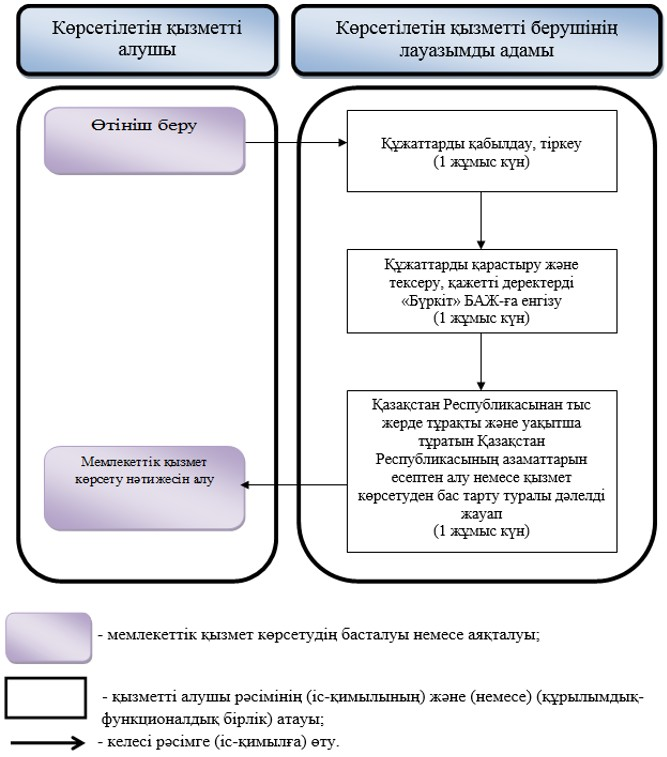 Көрсетілетін қызметті
алушы
Көрсетілетін қызметті берушінің
лауазымды адамы
Өтініш беру
Құжаттарды қабылдау, тіркеу
(1 жұмыс күн)
Құжаттарды қарастыру және
тексеру, қажетті деректерді
«Бүркіт» БАЖ-ға енгізу
(1 жұмыс күн)
Қазақстан Республикасынан тыс
жерде тұрақты және уақытша
тұратын Қазақстан
Республикасының азаматтарын
есептен алу немесе қызмет
көрсетуден бас тарту туралы дәлелді
жауап
(1 жұмыс күн)
Мемлекеттік қызмет
көрсету нәтижесін алу
- мемлекеттік қызмет көрсетудің басталуы немесе аяқталуы;
- қызметті алушы рәсімінің (іс-қимылының) және (немесе) (құрылымдық-
функционалдық бірлік) атауы;
- келесі рәсімге (іс-қимылға) өту.